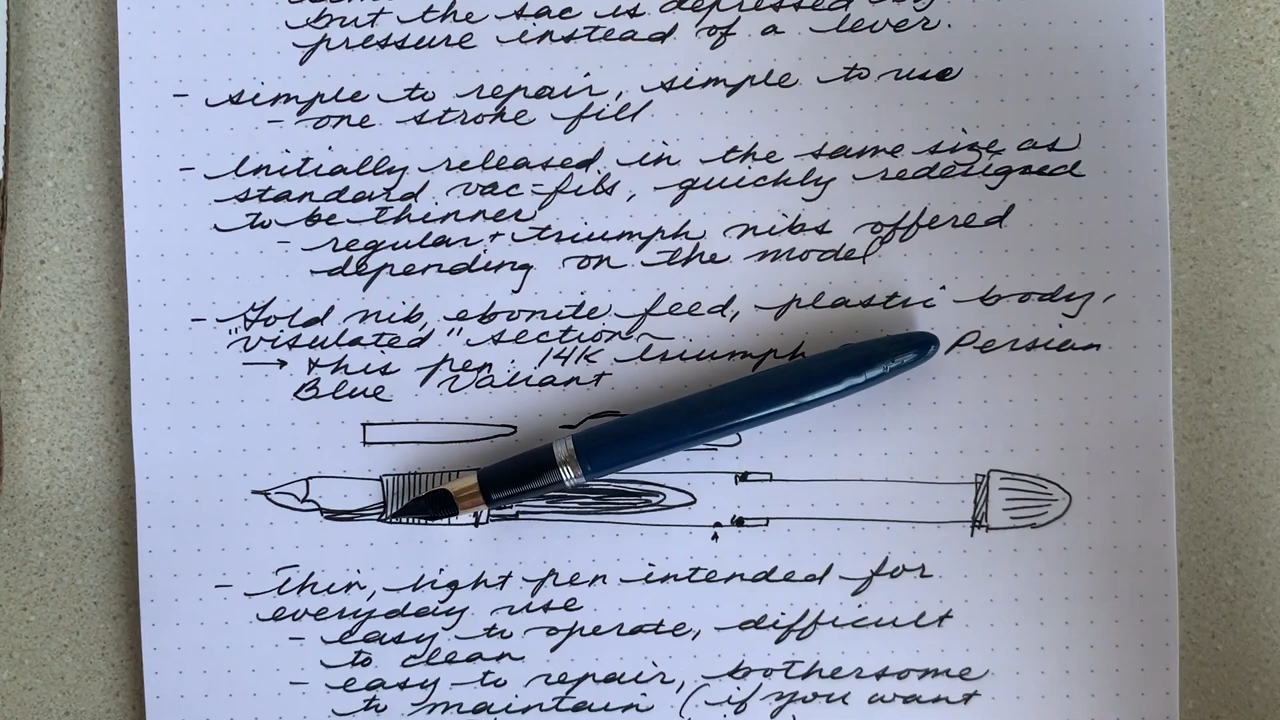 but the sac is depressed by
pressure instead of a lever.
- simple to repair, simple to use
- one stroke fill
- Initially released in the same size as
standard vac-fils, quickly redesigned
to be thinner
- regular + triumph nibs offered
depending on the model
- Gold nib, ebonite feed, plastic body,
"visulated" section
→ this pen: 14K triumph Persian
Blue Valiant
- Thin, light pen intended for
everyday use
- easy to operate, difficult
to clean
- easy to repair, bothersome
to maintain (if you want